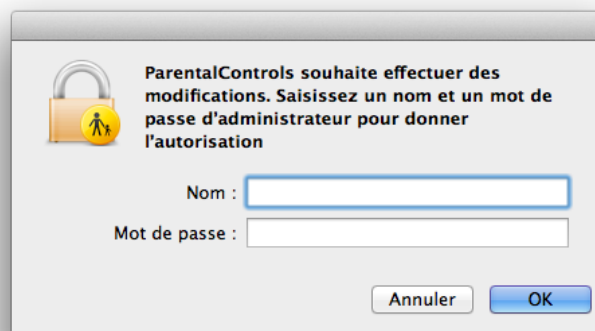 ParentalControls souhaite effectuer des
modifications. Saisissez un nom et un mot de
passe d'administrateur pour donner
l'autorisation
Nom :
Mot de passe :
Annuler
OK